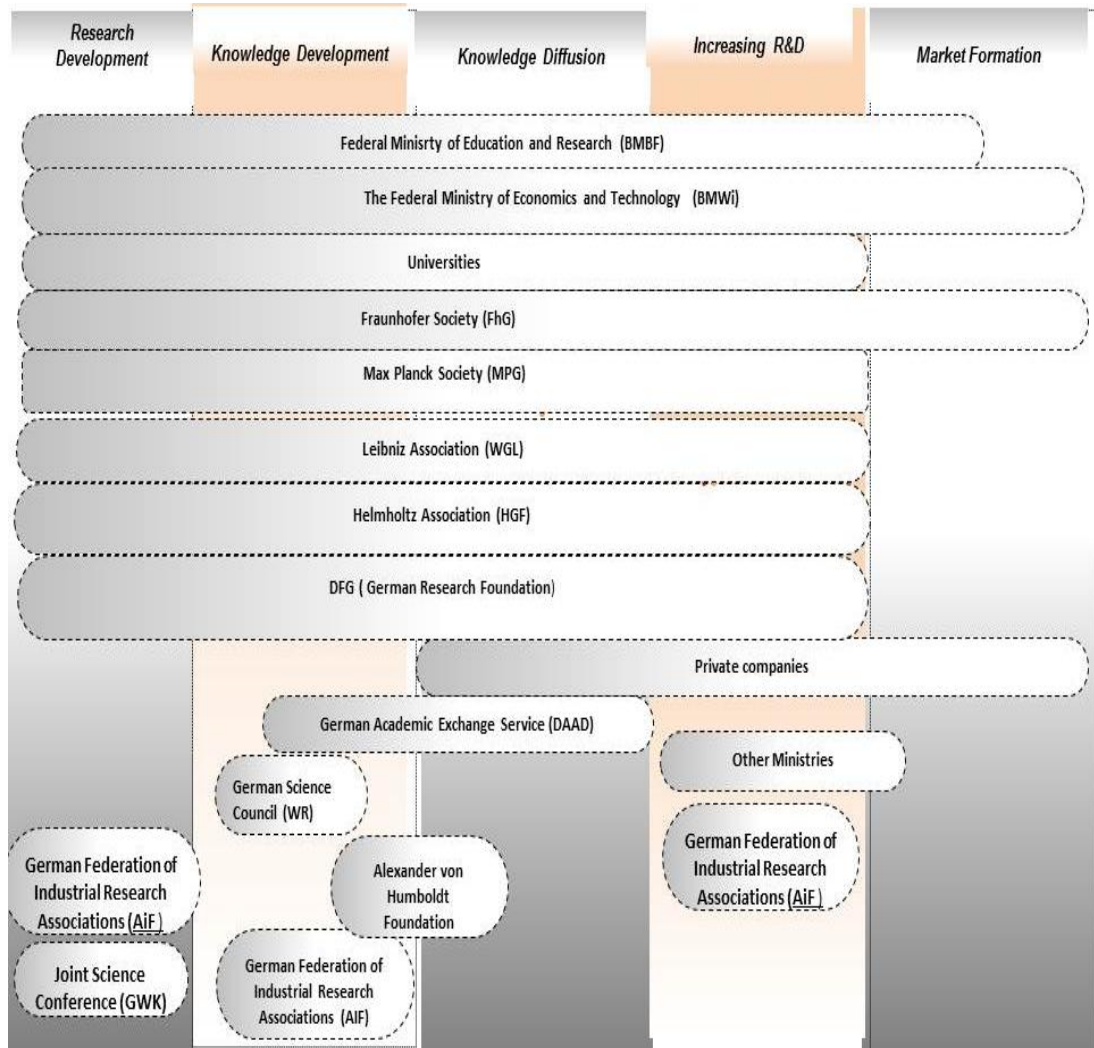 Research
Development
Knowledge Development
Knowledge Diffusion
Increasing R&D
Market Formation
Federal Minisrty of Education and Research (BMBF)
The Federal Ministry of Economics and Technology (BMWi)
Universities
Fraunhofer Society (FhG)
Max Planck Society (MPG)
Leibniz Association (WGL)
Helmholtz Association (HGF)
DFG ( German Research Foundation)
Private companies
German Academic Exchange Service (DAAD)
Other Ministries
German Science
Council (WR)
German Federation of
Industrial Research
Associations (AiF)
Alexander von
Humboldt
Foundation
German Federation of
Industrial Research
Associations (AiF)
Joint Science
Conference (GWK)
German Federation of
Industrial Research
Associations (AIF)